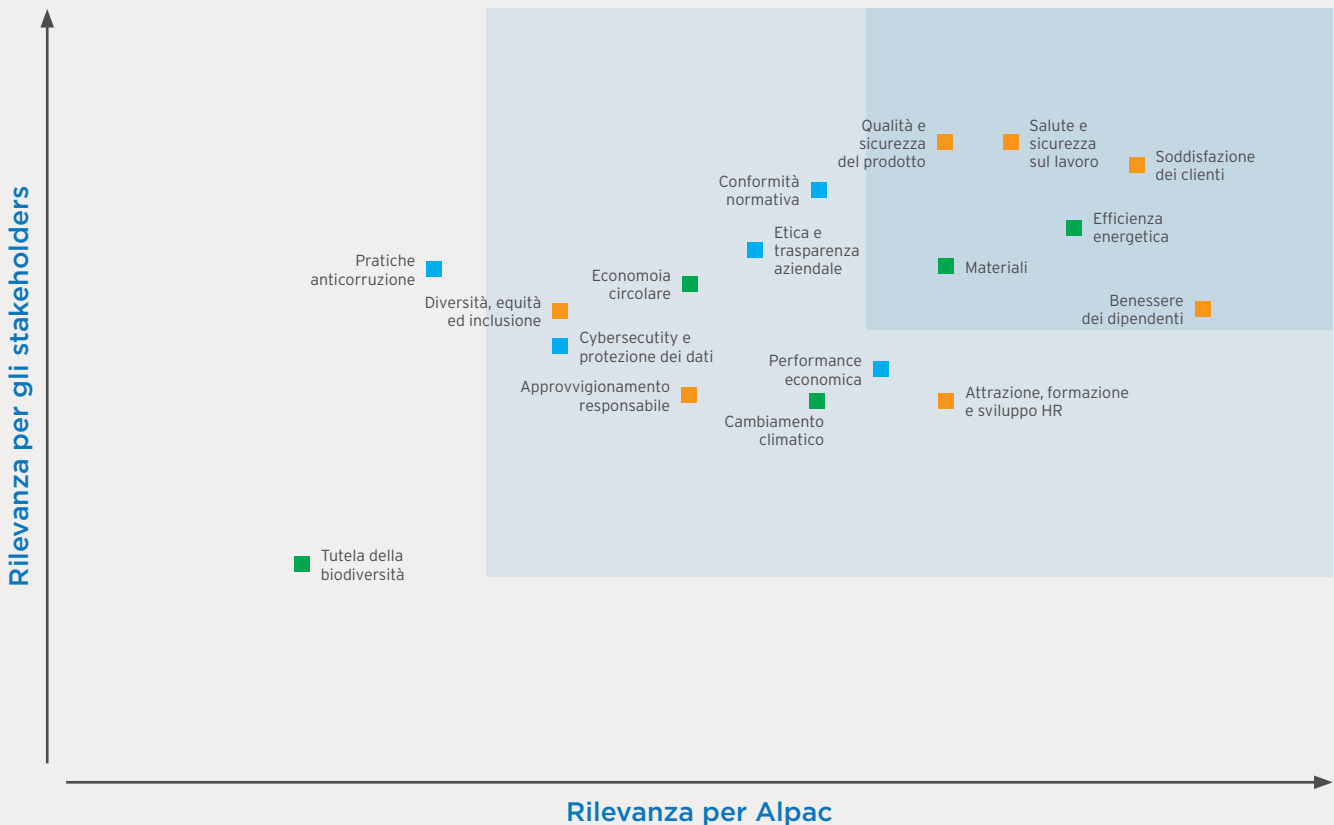 Rilevanza per gli stakeholders
Qualità e
sicurezza
del prodotto
Salute e
sicurezza
sul lavoro
Soddisfazione
dei clienti
Conformità
normativa
Efficienza
energetica
Etica e
trasparenza
aziendale
Pratiche
anticorruzione
Economoia
circolare
Materiali
Diversità, equità
ed inclusione
Benessere
dei dipendenti
Cybersecutity e
protezione dei dati
Performance
economica
Approvvigionamento
responsabile
Attrazione, formazione
e sviluppo HR
Cambiamento
climatico
Tutela della
biodiversità
Rilevanza per Alpac